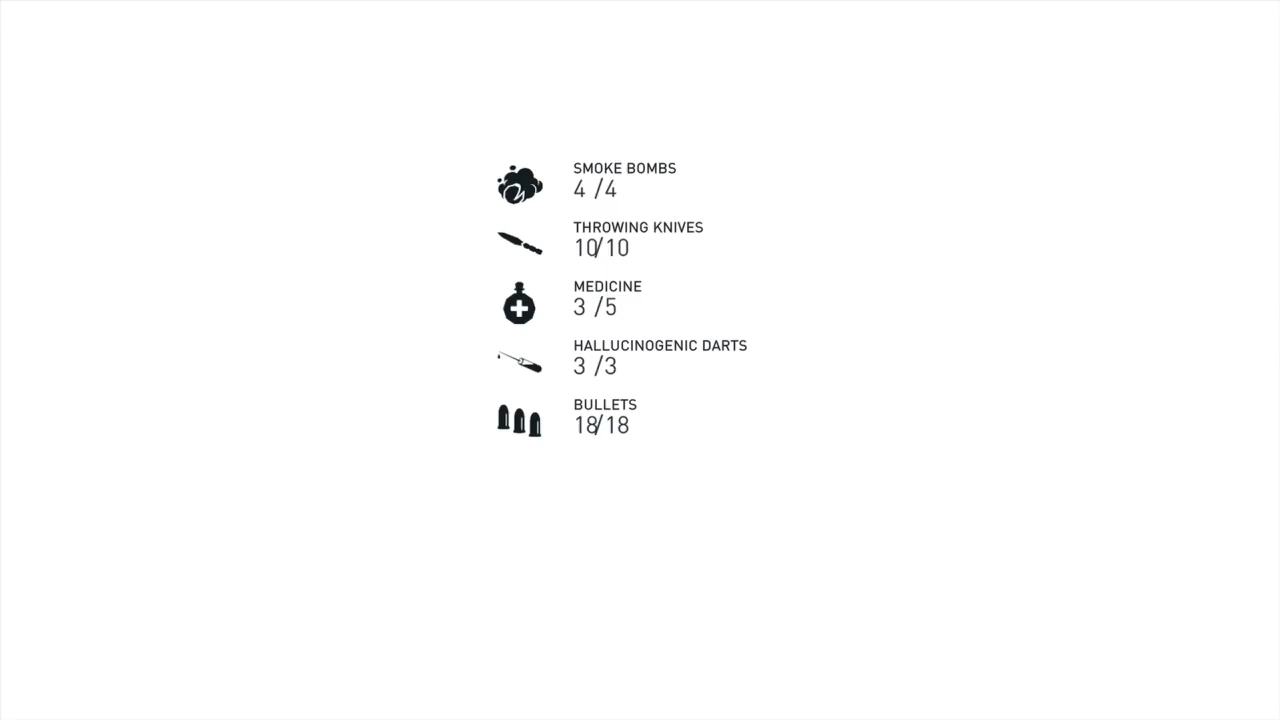 SMOKE BOMBS
4 /4
THROWING KNIVES
10/10
MEDICINE
3 /5
HALLUCINOGENIC DARTS
3 /3
BULLETS
18/18